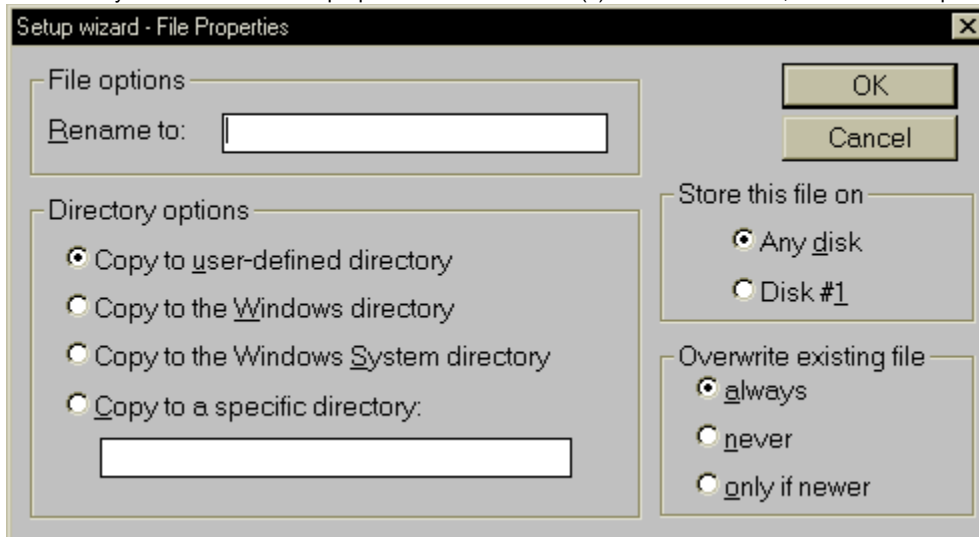 Setup wizard - File Properties
File options
Rename to:
OK
Cancel
Directory options
Copy to user-defined directory
Copy to the Windows directory
Copy to the Windows System directory
Copy to a specific directory:
Store this file on
Any disk
Disk #1
Overwrite existing file
always
never
only if newer